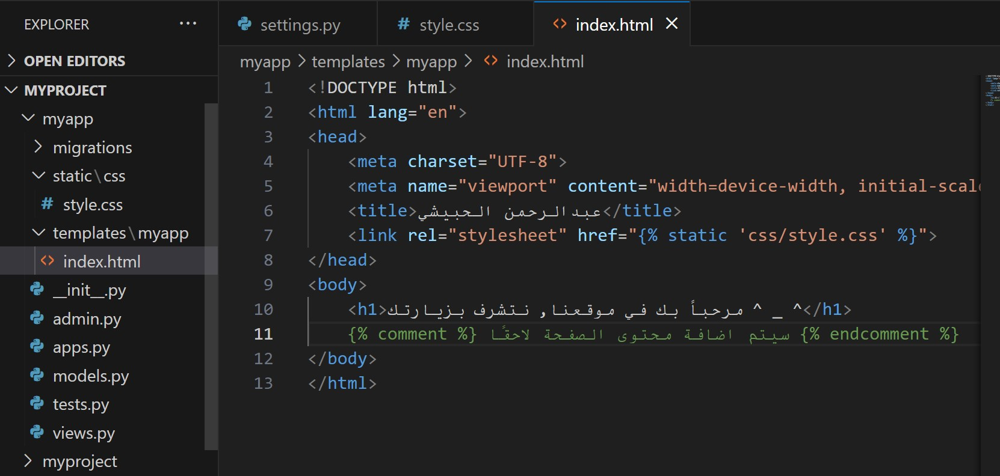 EXPLORER ...
OPEN EDITORS
MYPROJECT
myapp
migrations
static\css
style.css
templates\myapp
index.html
__init__.py
admin.py
apps.py
models.py
tests.py
views.py
myproject
settings.py
style.css
index.html
myapp > templates > myapp > index.html
1 <!DOCTYPE html>
2 <html lang="en">
3 <head>
4 <meta charset="UTF-8">
5 <meta name="viewport" content="width=device-width, initial-scale
6 <title>عبدالرحمن الحبيشي</title>
7 <link rel="stylesheet" href="{% static 'css/style.css' %}">
8 </head>
9 <body>
10 <h1>مرحباً بك في موقعنا, نتشرف بزيارتك ^ _ ^</h1>
11 {% comment %} سيتم اضافة محتوى الصفحة لاحقًا {% endcomment %}
12 </body>
13 </html>